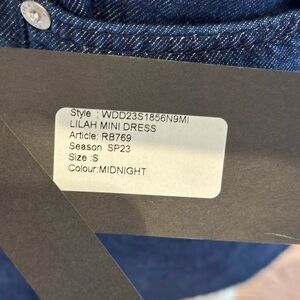 Style : WDD23S1856N9MI
LILAH MINI DRESS
Article: RB769
Season SP23
Size :S
Colour:MIDNIGHT